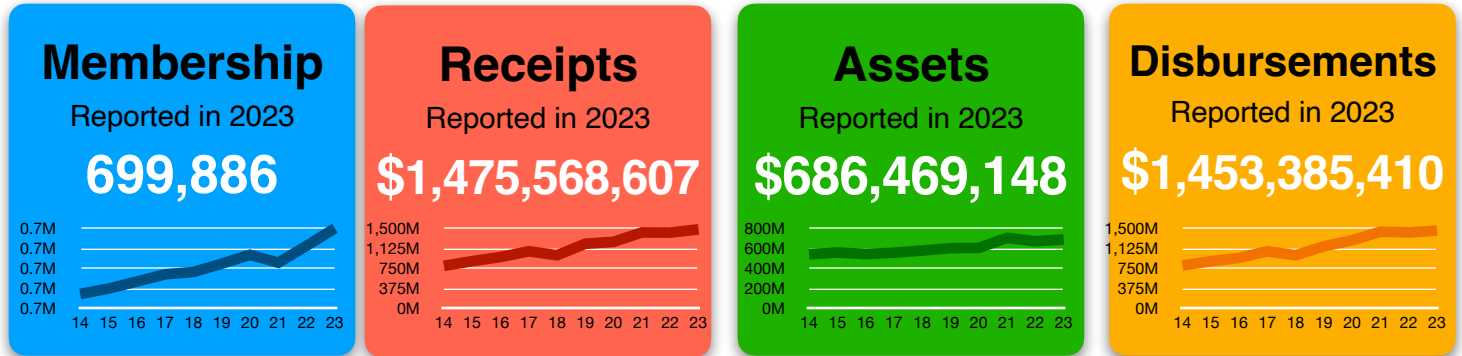 Membership
Reported in 2023
699,886
0.7M
0.7M
0.7M
0.7M
0.7M
14 15 16 17 18 19 20 21 22 23
Receipts
Reported in 2023
$1,475,568,607
1,500M
1,125M
750M
375M
0M
14 15 16 17 18 19 20 21 22 23
Assets
Reported in 2023
$686,469,148
800M
600M
400M
200M
0M
14 15 16 17 18 19 20 21 22 23
Disbursements
Reported in 2023
$1,453,385,410
1,500M
1,125M
750M
375M
0M
14 15 16 17 18 19 20 21 22 23